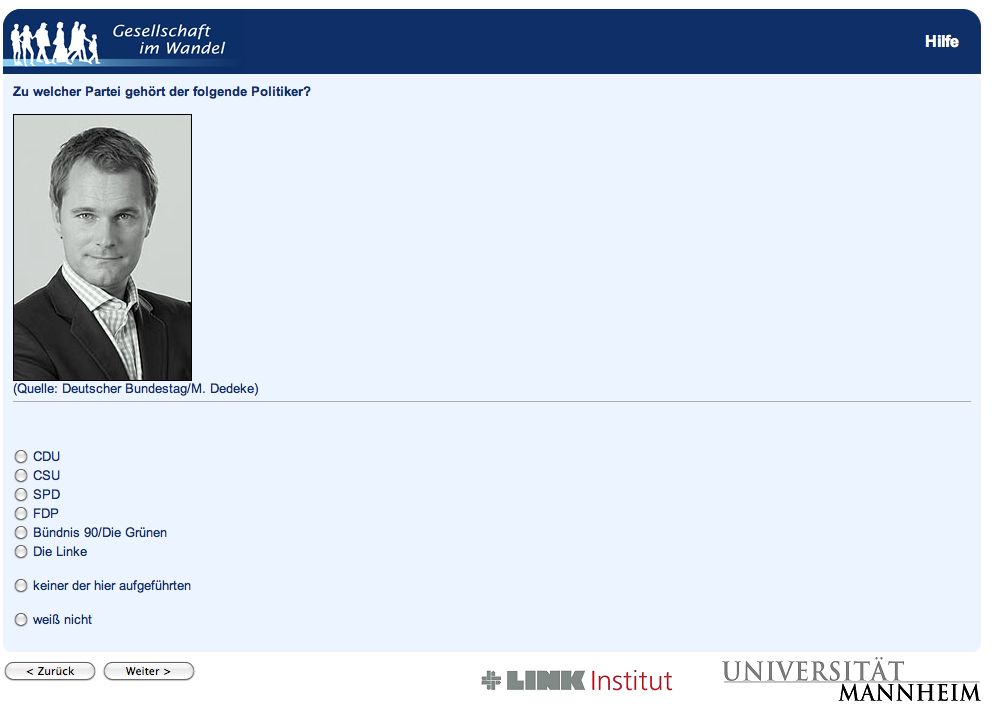 Gesellschaft
im Wandel
Hilfe
Zu welcher Partei gehört der folgende Politiker?
(Quelle: Deutscher Bundestag/M. Dedeke)
CDU
CSU
SPD
FDP
Bündnis 90/Die Grünen
Die Linke
keiner der hier aufgeführten
weiß nicht
< Zurück
Weiter >
LINK Institut
UNIVERSITÄT
MANNHEIM